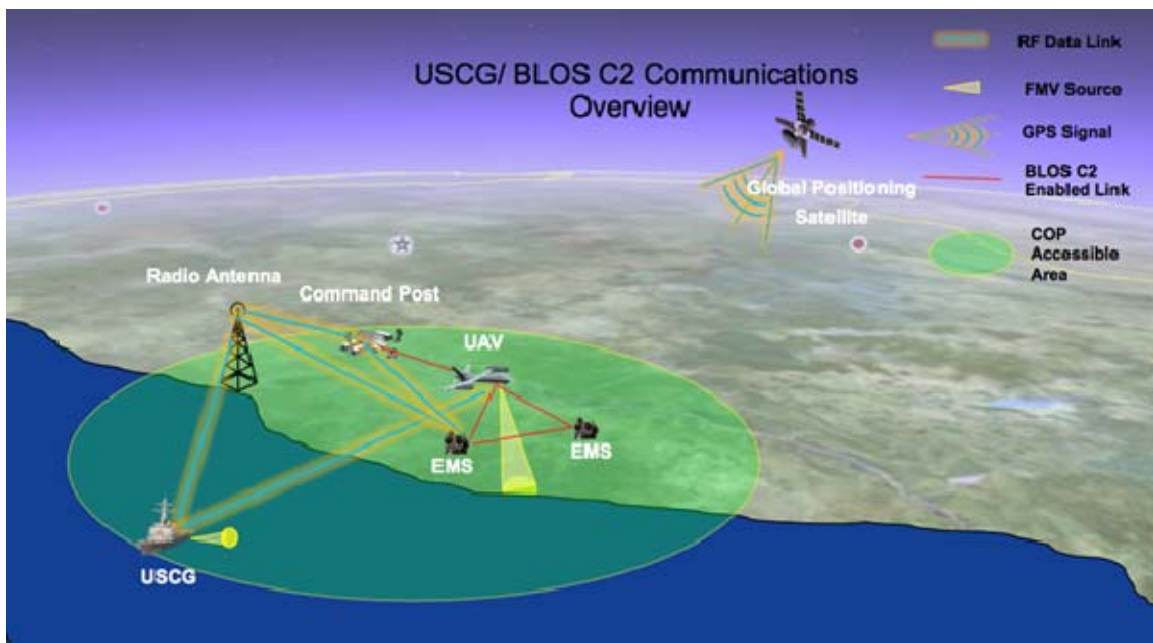 USCG/ BLOS C2 Communications
Overview
RF Data Link
FMV Source
GPS Signal
BLOS C2
Enabled Link
COP
Accessible
Area
Global Positioning
Satellite
Radio Antenna
Command Post
UAV
EMS
EMS
USCG